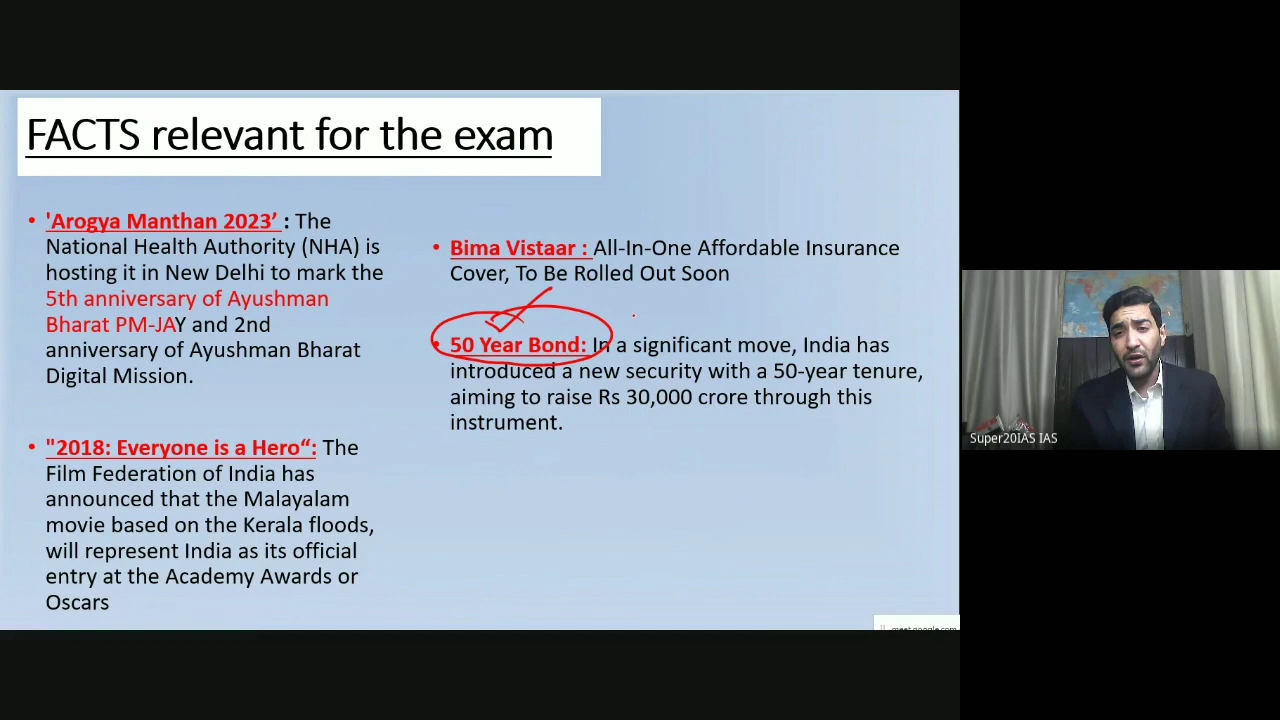 FACTS relevant for the exam
• 'Arogya Manthan 2023’ : The
National Health Authority (NHA) is
hosting it in New Delhi to mark the
5th anniversary of Ayushman
Bharat PM-JAY and 2nd
anniversary of Ayushman Bharat
Digital Mission.
• "2018: Everyone is a Hero“: The
Film Federation of India has
announced that the Malayalam
movie based on the Kerala floods,
will represent India as its official
entry at the Academy Awards or
Oscars
• Bima Vistaar : All-In-One Affordable Insurance
Cover, To Be Rolled Out Soon
• 50 Year Bond: In a significant move, India has
introduced a new security with a 50-year tenure,
aiming to raise Rs 30,000 crore through this
instrument.
meet.google.com
Super20IAS IAS